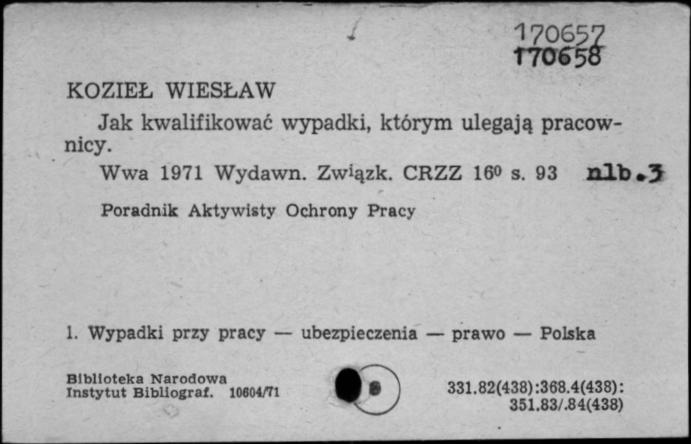 170657
170658
KOZIEŁ WIESŁAW
Jak kwalifikować wypadki, którym ulegają pracow-
nicy.
Wwa 1971 Wydawn. Związk. CRZZ 16⁰ s. 93 nlb.3
Poradnik Aktywisty Ochrony Pracy
1. Wypadki przy pracy — ubezpieczenia — prawo — Polska
Biblioteka Narodowa
Instytut Bibliograf. 10604/71
331.82(438):368.4(438):
351.83/.84(438)